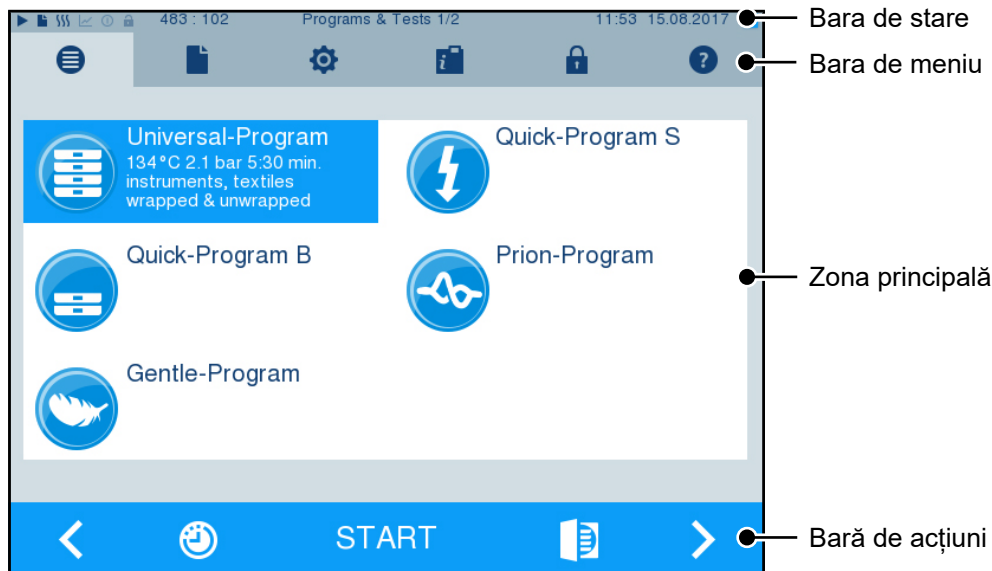 483 : 102 Programs & Tests 1/2 11:53 15.08.2017
Bara de stare
Bara de meniu
Universal-Program
134°C 2.1 bar 5:30 min.
instruments, textiles
wrapped & unwrapped
Quick-Program S
Quick-Program B
Prion-Program
Zona principală
Gentle-Program
START
Bară de acțiuni